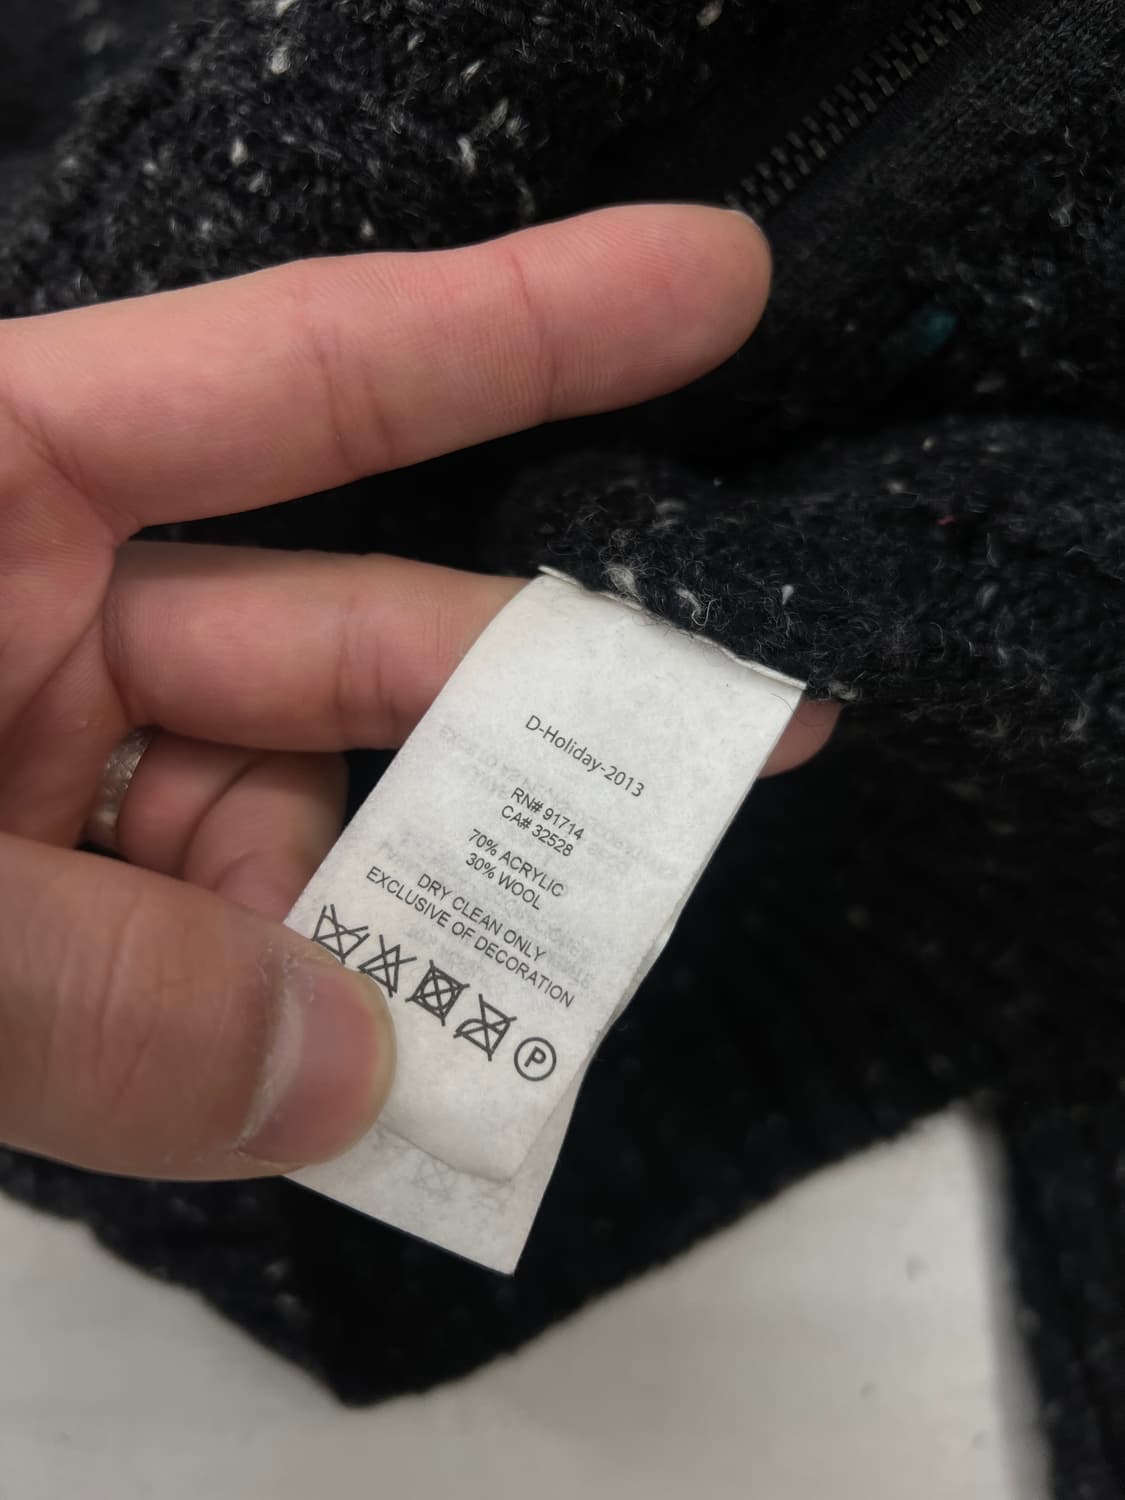 D-Holiday-2013
RN# 91714
CA# 32528
70% ACRYLIC
30% WOOL
DRY CLEAN ONLY
EXCLUSIVE OF DECORATION
P